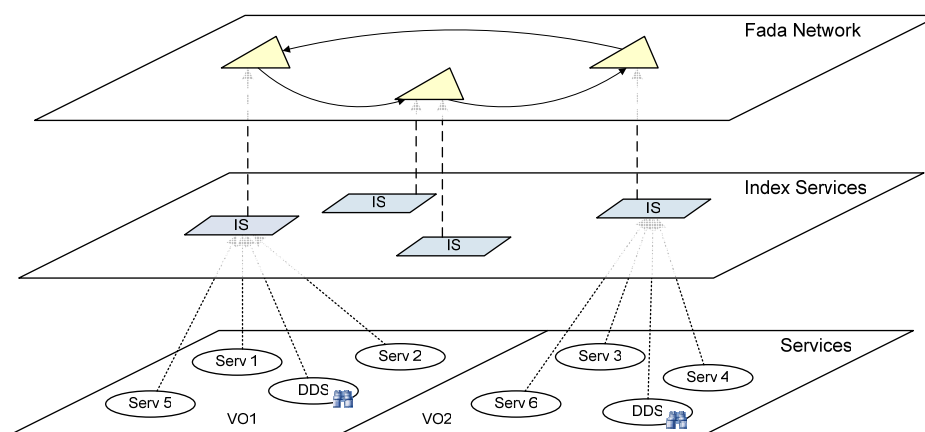 Fada Network
Index Services
IS
IS
IS
IS
Services
Serv 1
Serv 2
Serv 3
Serv 4
Serv 5
DDS
Serv 6
DDS
VO1
VO2